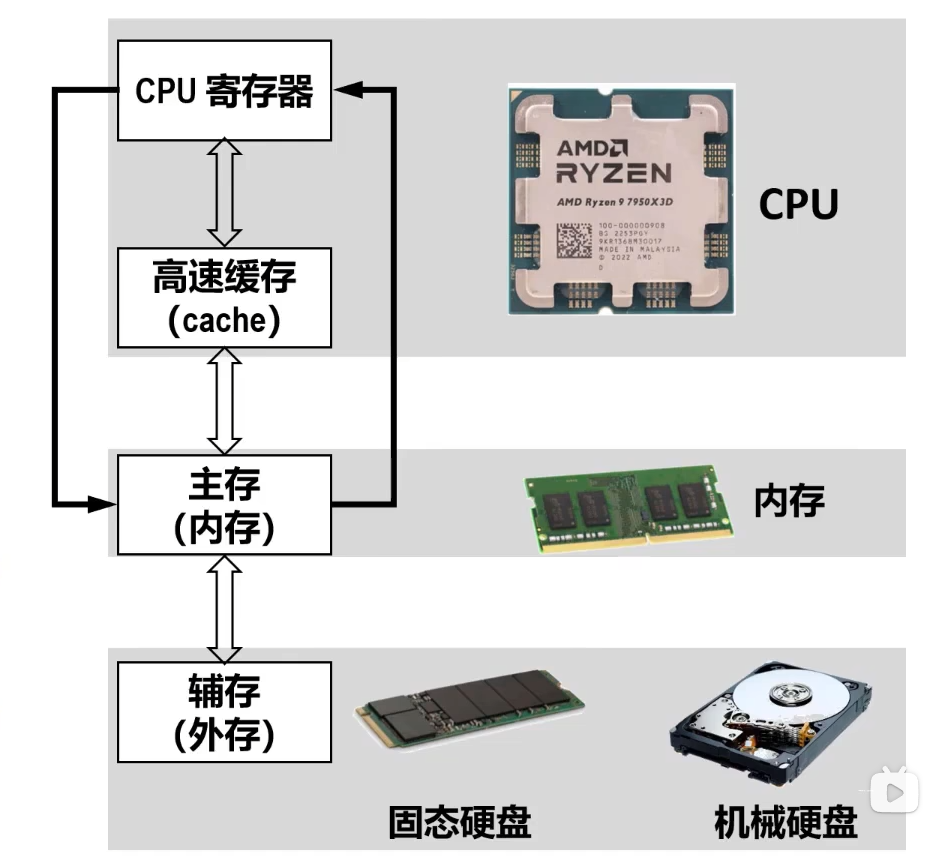 CPU 寄存器
高速缓存
(cache)
AMD
RYZEN
AMD Ryzen 9 7950X3D
100-000000908
BS 2253PGY
9KR1368M30017
MADE IN MALAYSIA
© 2022 AMD
CPU
主存
(内存)
内存
辅存
(外存)
固态硬盘
机械硬盘